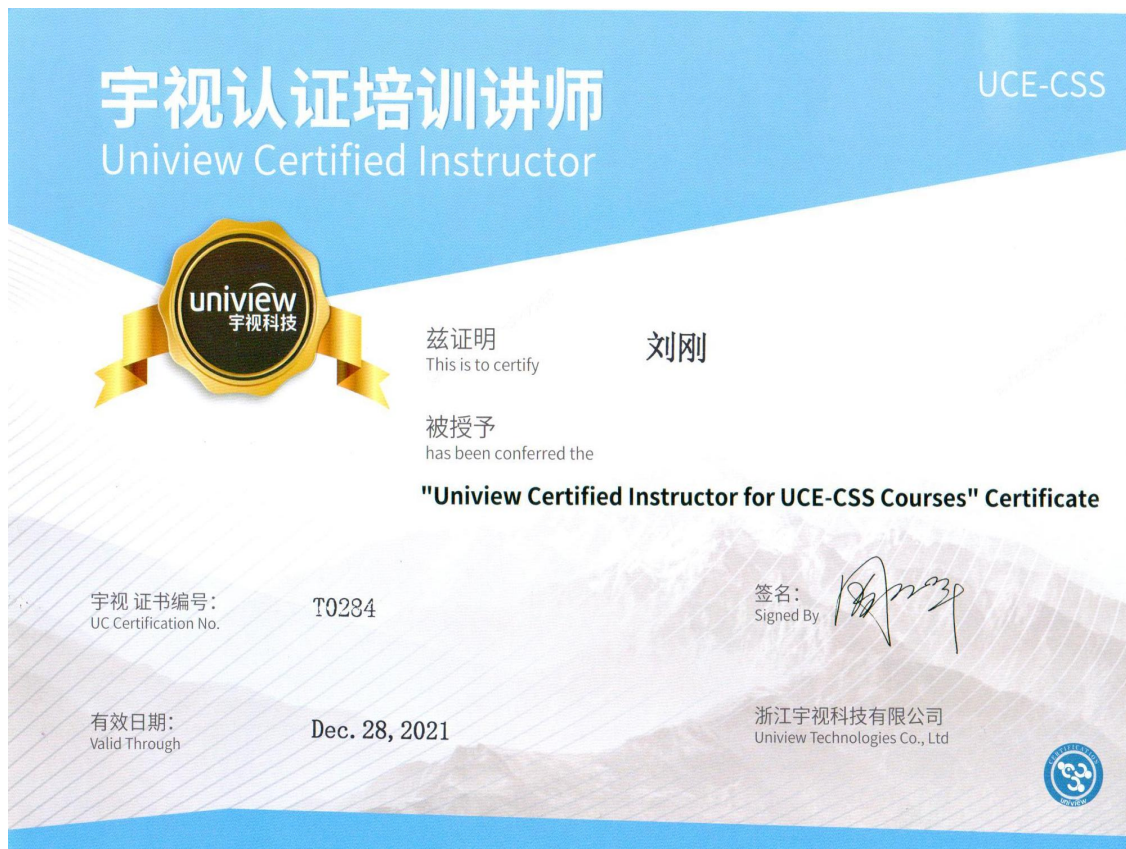 宇视认证培训讲师
UCE-CSS
Uniview Certified Instructor
uniview
宇视科技
兹证明
This is to certify
刘刚
被授予
has been conferred the
"Uniview Certified Instructor for UCE-CSS Courses" Certificate
宇视 证书编号：
UC Certification No.
T0284
签名：
Signed By
有效日期：
Valid Through
Dec. 28, 2021
浙江宇视科技有限公司
Uniview Technologies Co., Ltd
CERTIFICATION
uniview